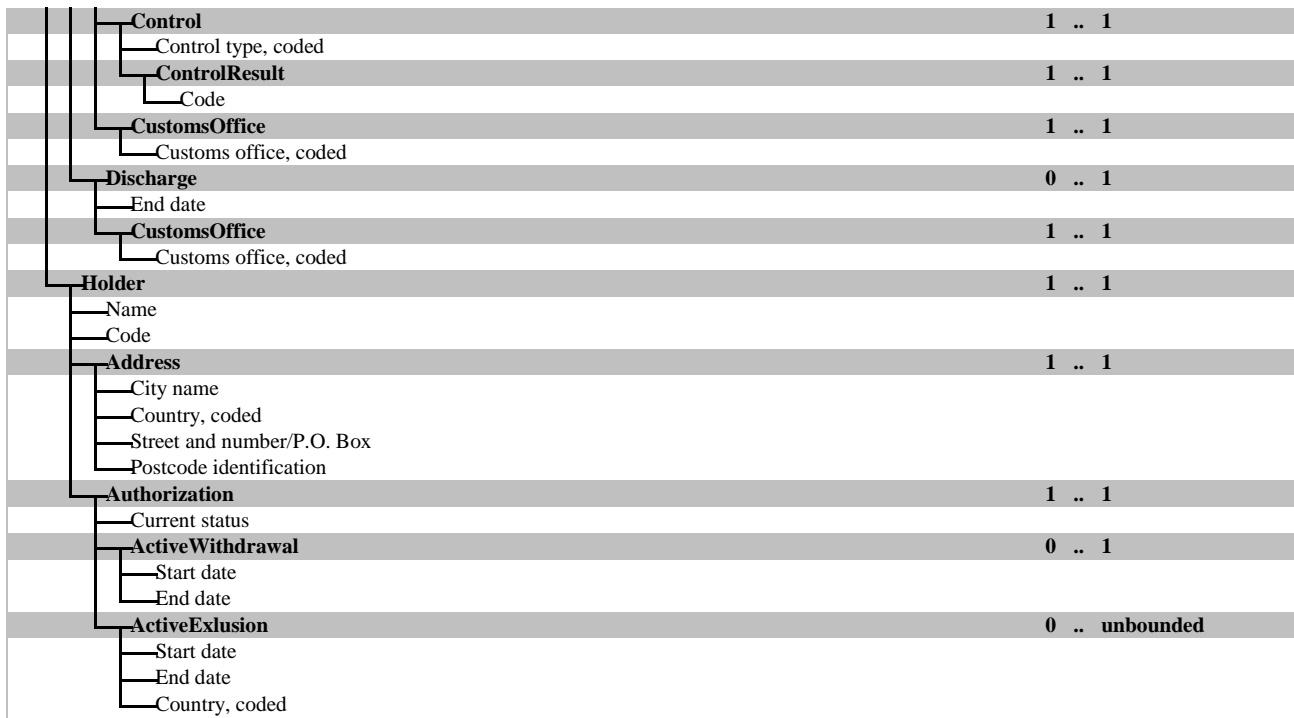 Control 1 .. 1
Control type, coded
ControlResult 1 .. 1
Code
CustomsOffice 1 .. 1
Customs office, coded
Discharge 0 .. 1
End date
CustomsOffice 1 .. 1
Customs office, coded
Holder 1 .. 1
Name
Code
Address 1 .. 1
City name
Country, coded
Street and number/P.O. Box
Postcode identification
Authorization 1 .. 1
Current status
ActiveWithdrawal 0 .. 1
Start date
End date
ActiveExlusion 0 .. unbounded
Start date
End date
Country, coded